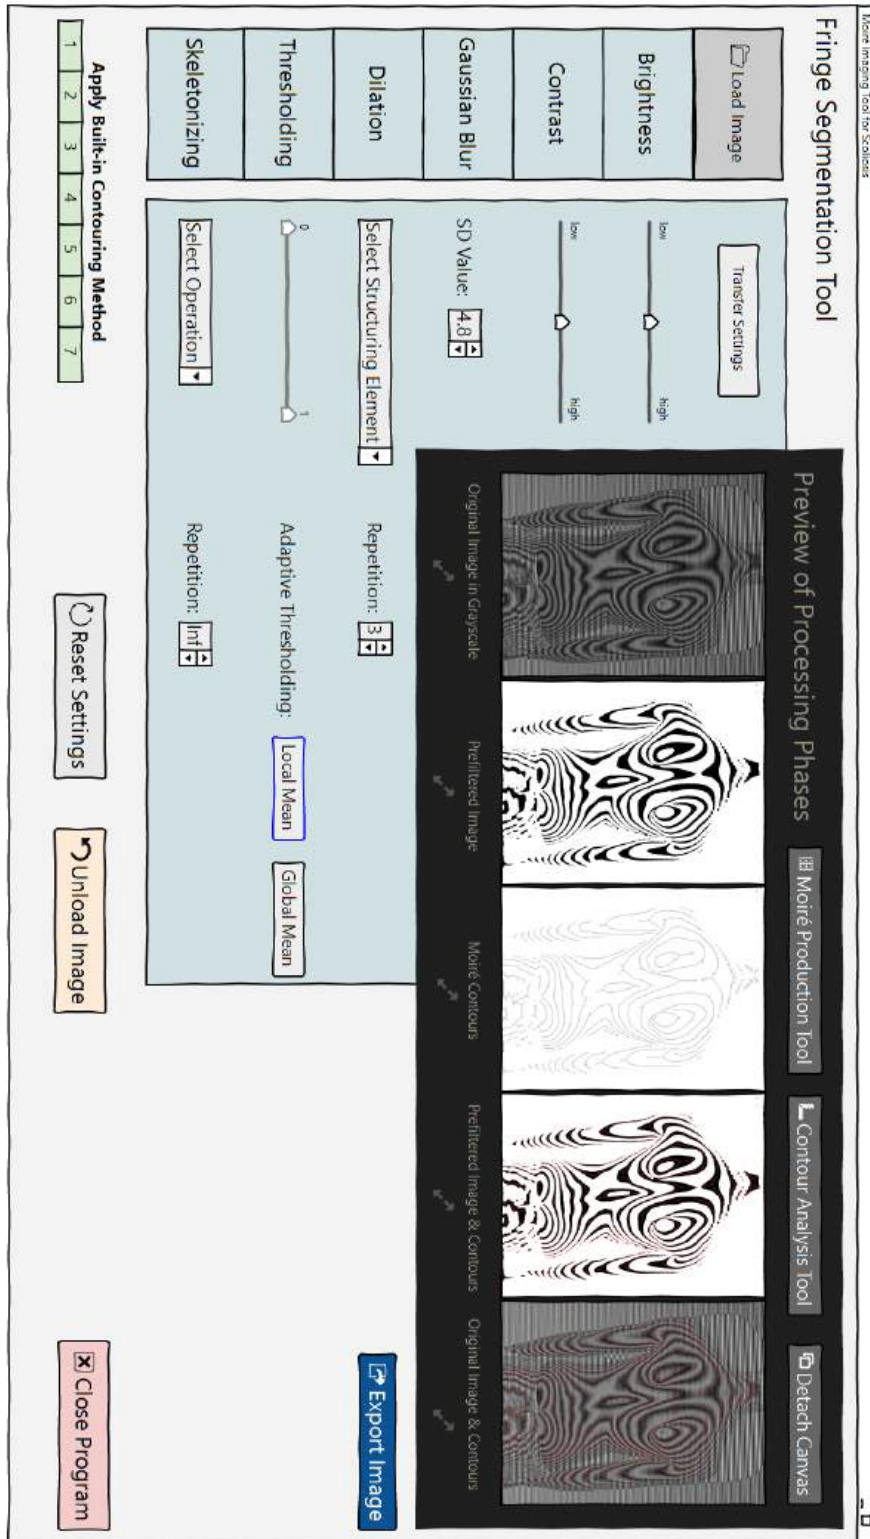 Moiré Imaging Tool for Scoliosis
Fringe Segmentation Tool
Load Image
Transfer Settings
Brightness
low
high
Contrast
low
high
Gaussian Blur
SD Value: 4.8
Dilation
Select Structuring Element
Repetition: 3
Thresholding
0
1
Adaptive Thresholding:
Local Mean
Global Mean
Skeletonizing
Select Operation
Repetition: Inf
Preview of Processing Phases
Moiré Production Tool
Contour Analysis Tool
Detach Canvas
Original Image in Grayscale
Prefiltered Image
Moiré Contours
Prefiltered Image & Contours
Original Image & Contours
Export Image
Apply Built-in Contouring Method
1 2 3 4 5 6 7
Reset Settings
Unload Image
Close Program